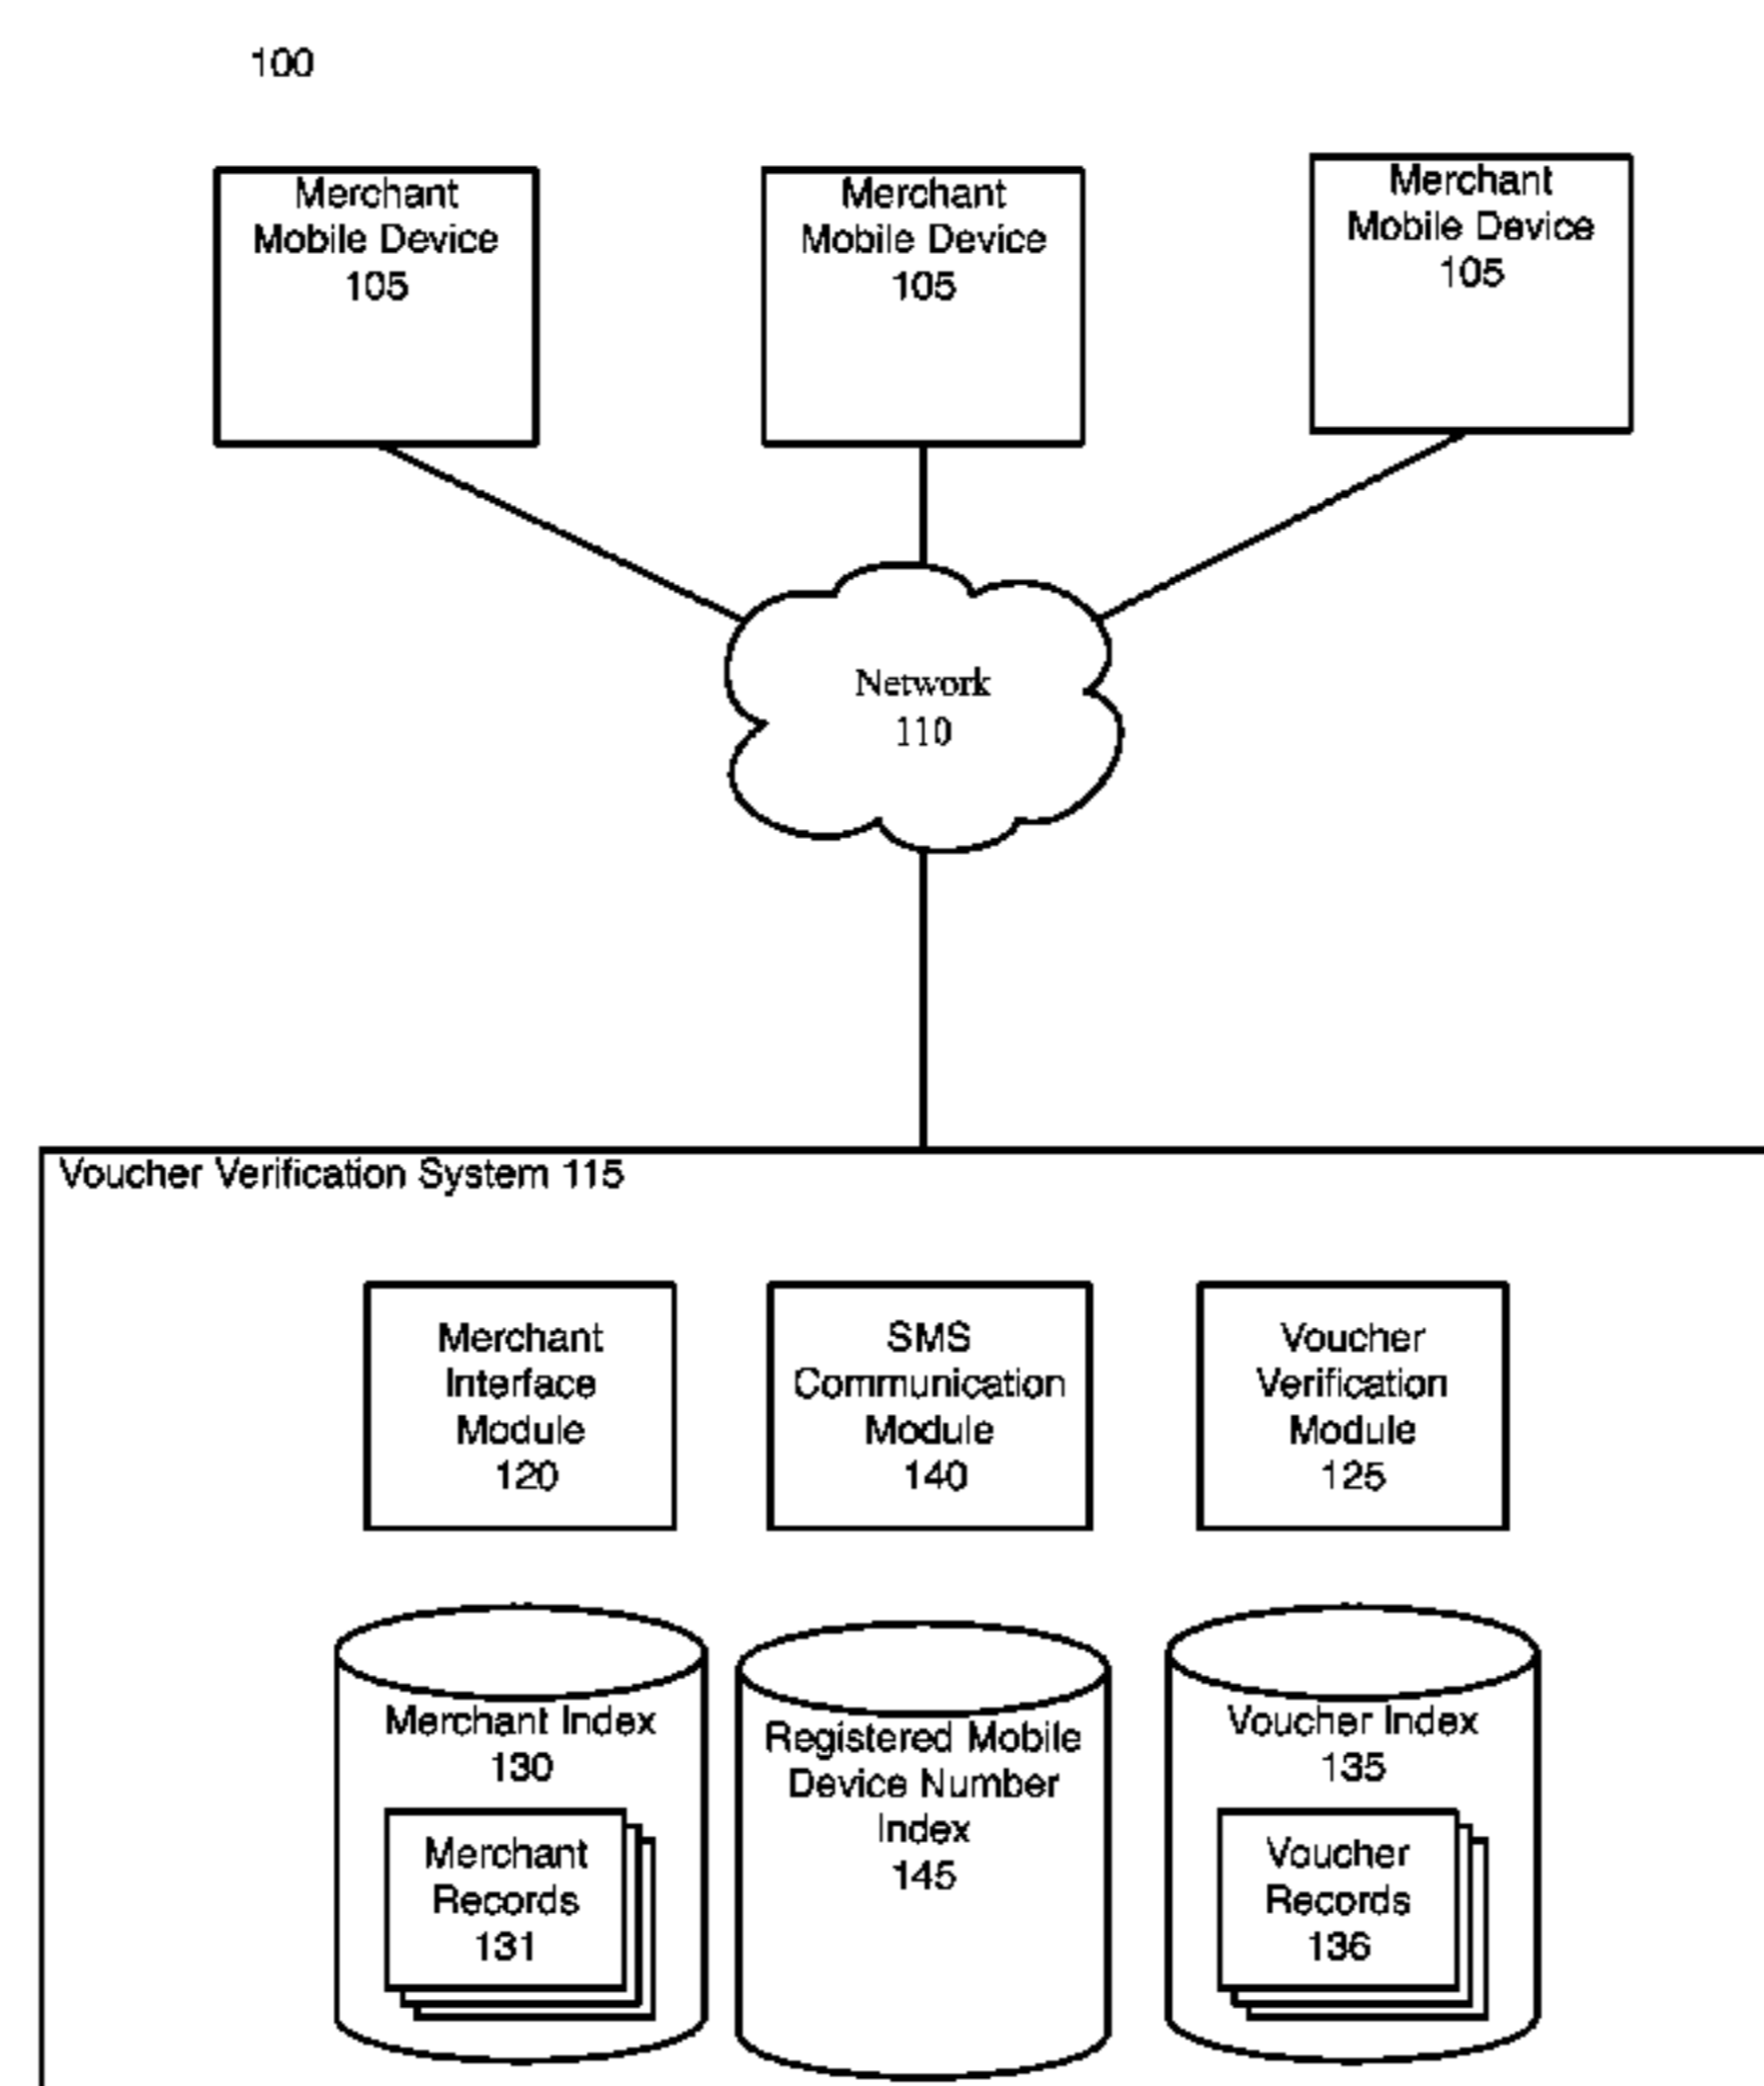 100
Merchant
Mobile Device
105
Merchant
Mobile Device
105
Merchant
Mobile Device
105
Network
110
Voucher Verification System 115
Merchant
Interface
Module
120
SMS
Communication
Module
140
Voucher
Verification
Module
125
Merchant Index
130
Merchant
Records
131
Registered Mobile
Device Number
Index
145
Voucher Index
135
Voucher
Records
136